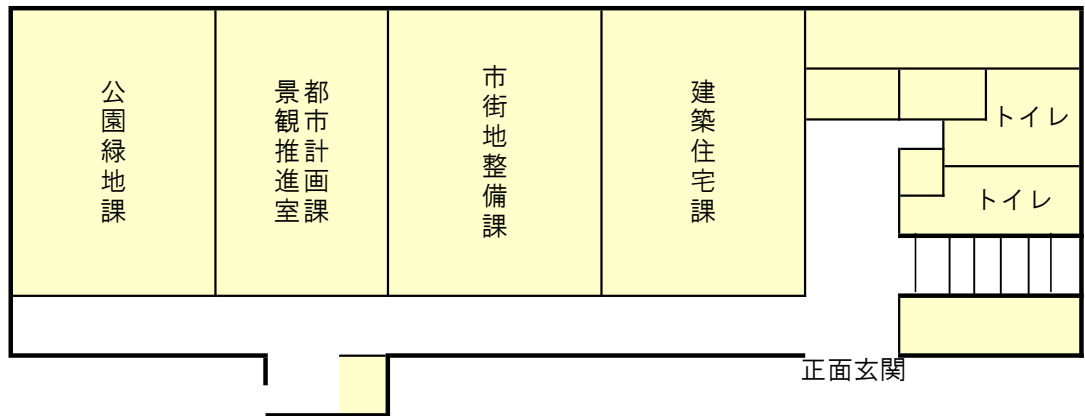 公園緑地課
都市計画課
景観推進室
市街地整備課
建築住宅課
トイレ
トイレ
正面玄関